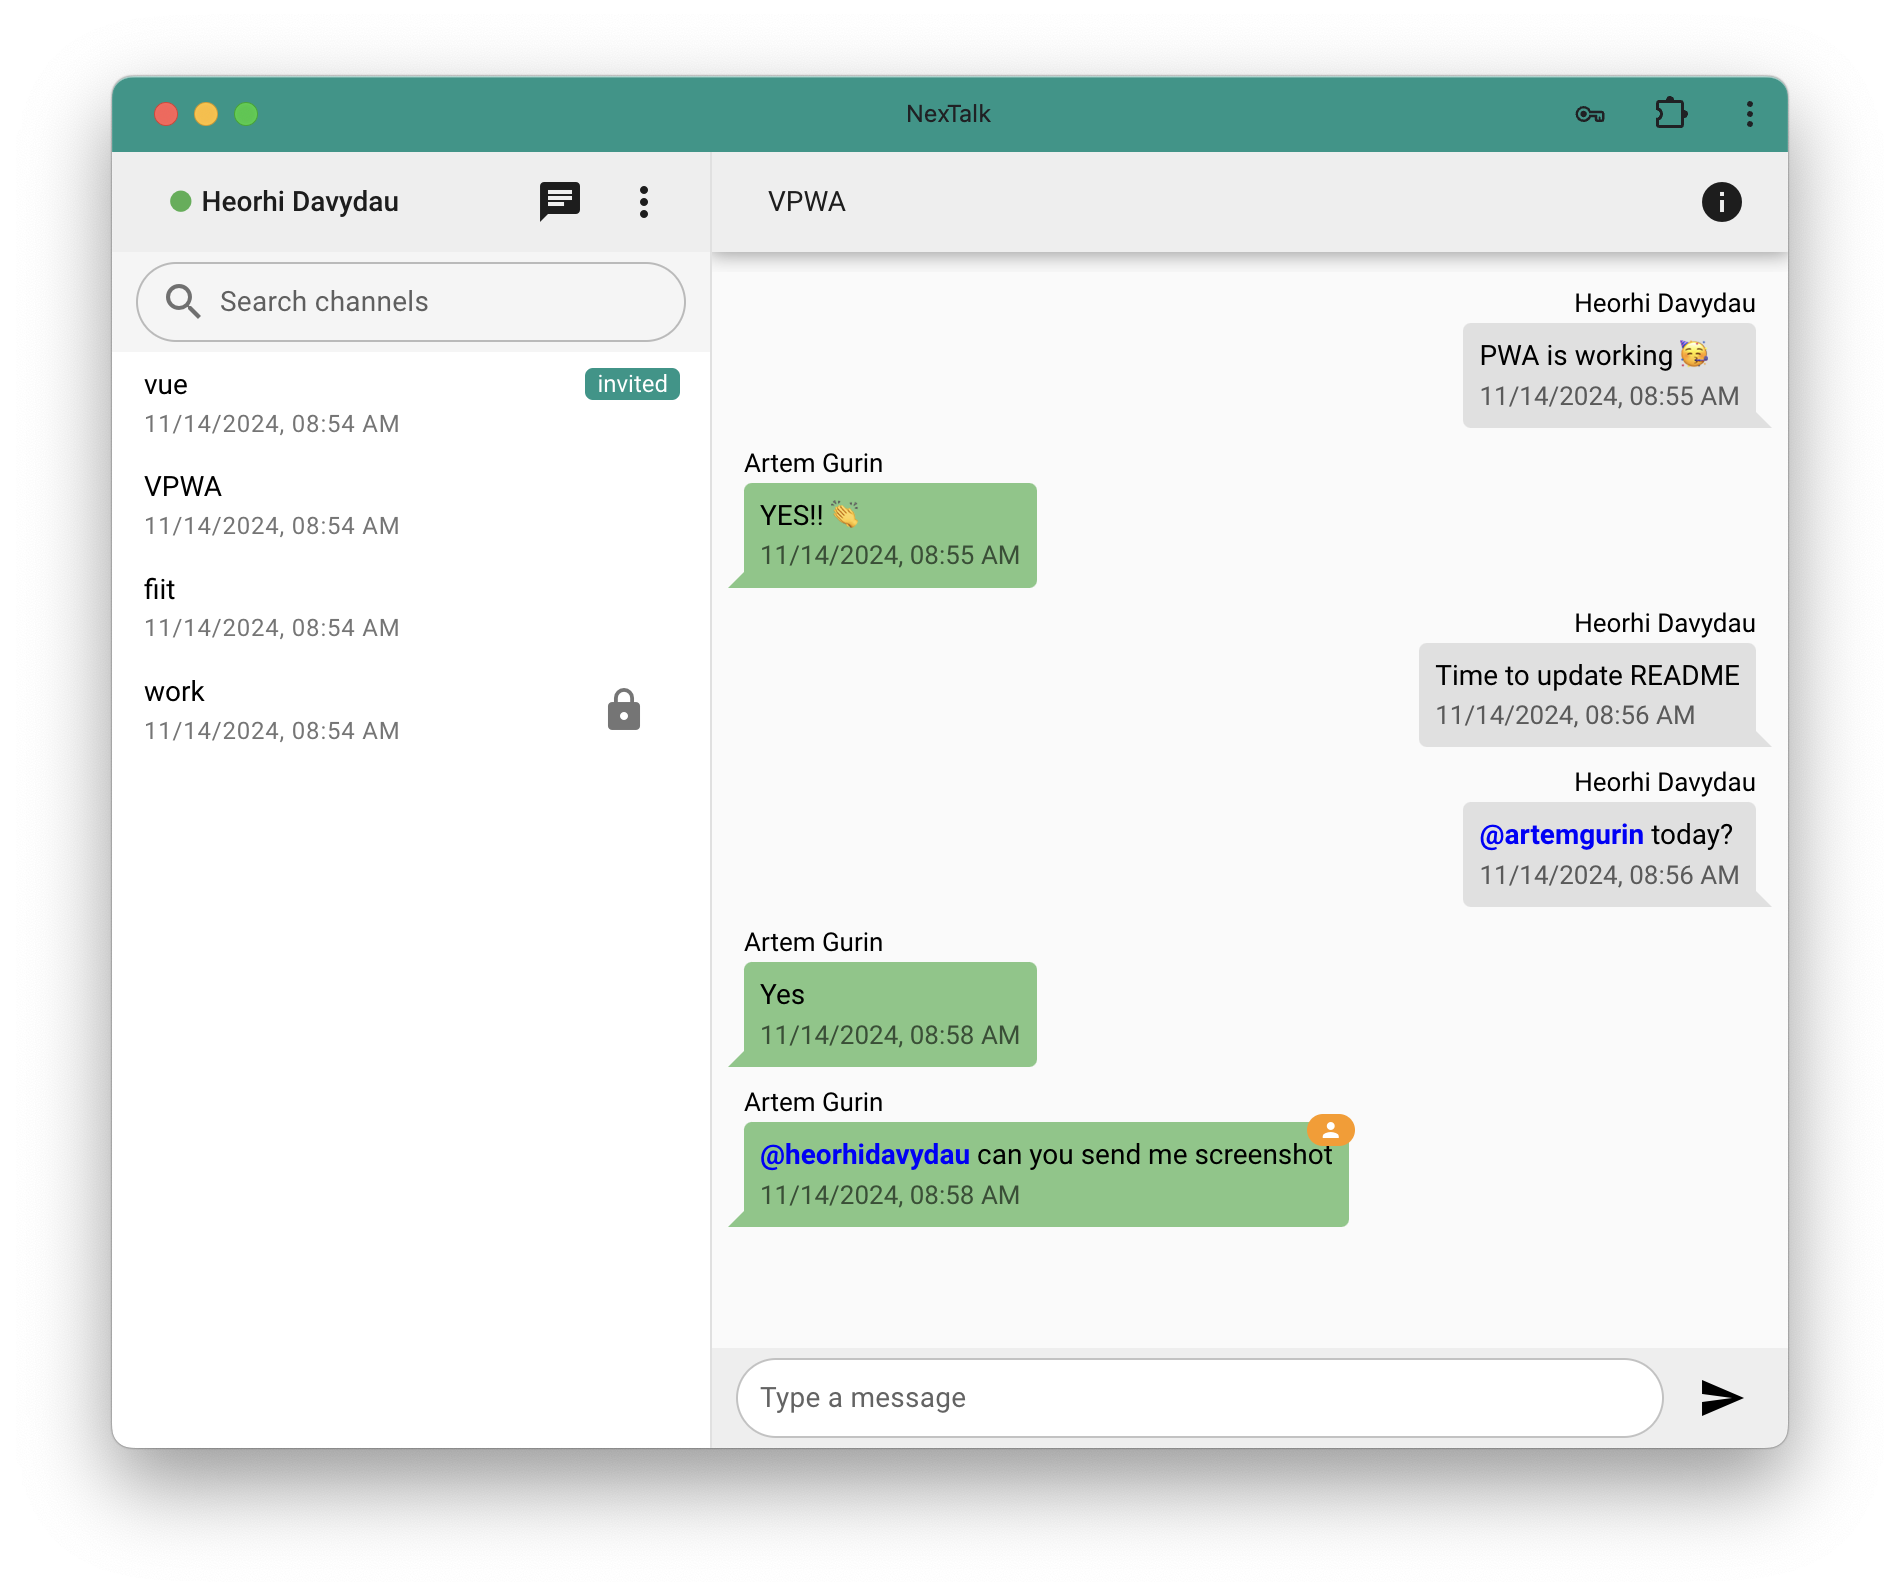 NexTalk
Heorhi Davydau
Search channels
vue
invited
11/14/2024, 08:54 AM
VPWA
11/14/2024, 08:54 AM
fiit
11/14/2024, 08:54 AM
work
11/14/2024, 08:54 AM
VPWA
Heorhi Davydau
PWA is working 🥳
11/14/2024, 08:55 AM
Artem Gurin
YES!! 👏
11/14/2024, 08:55 AM
Heorhi Davydau
Time to update README
11/14/2024, 08:56 AM
Heorhi Davydau
@artemgurin today?
11/14/2024, 08:56 AM
Artem Gurin
Yes
11/14/2024, 08:58 AM
Artem Gurin
@heorhidavydau can you send me screenshot
11/14/2024, 08:58 AM
Type a message